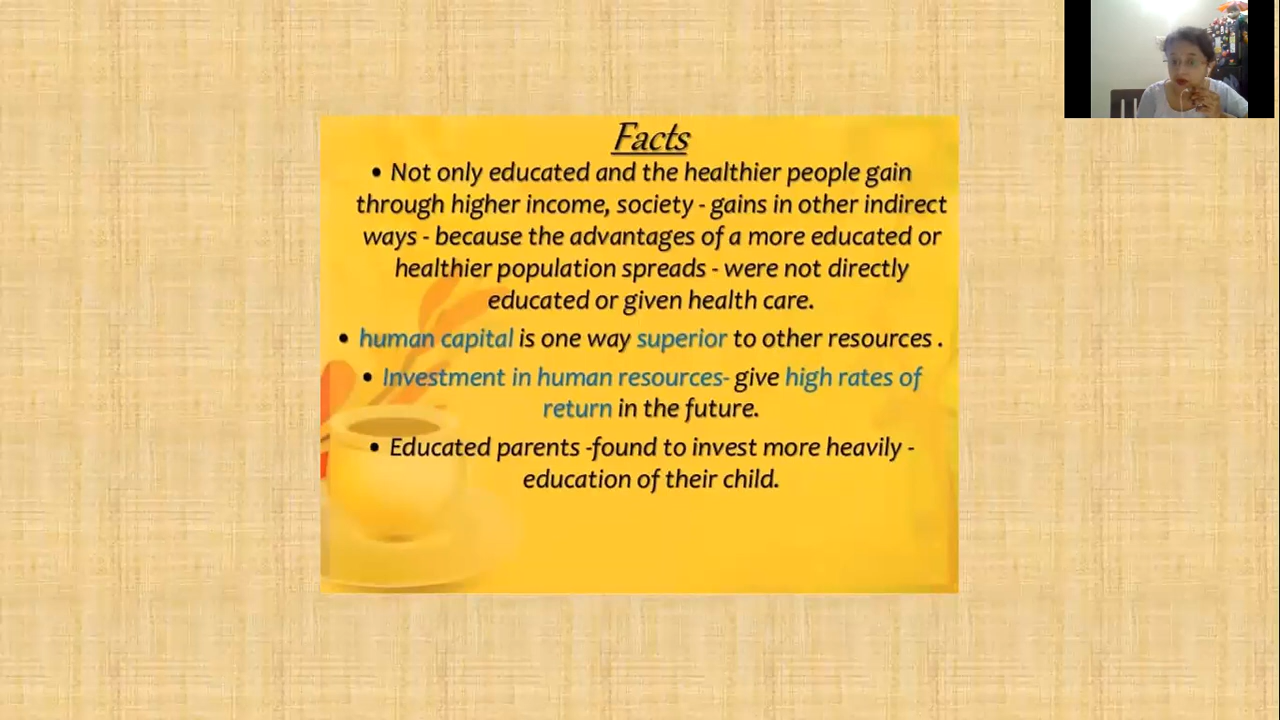 Facts
• Not only educated and the healthier people gain
through higher income, society - gains in other indirect
ways - because the advantages of a more educated or
healthier population spreads - were not directly
educated or given health care.
• human capital is one way superior to other resources .
• Investment in human resources- give high rates of
return in the future.
• Educated parents -found to invest more heavily -
education of their child.